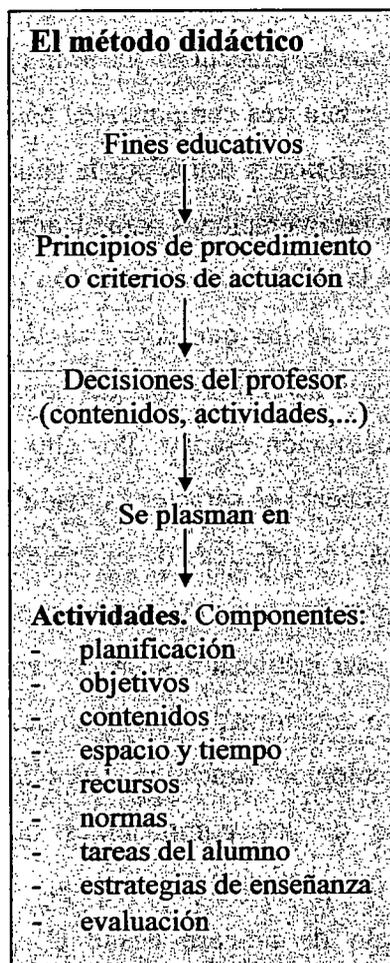 El método didáctico
Fines educativos
Principios de procedimiento
o criterios de actuación
Decisiones del profesor
(contenidos, actividades,...)
Se plasman en
Actividades. Componentes:
- planificación
- objetivos
- contenidos
- espacio y tiempo
- recursos
- normas
- tareas del alumno
- estrategias de enseñanza
- evaluación